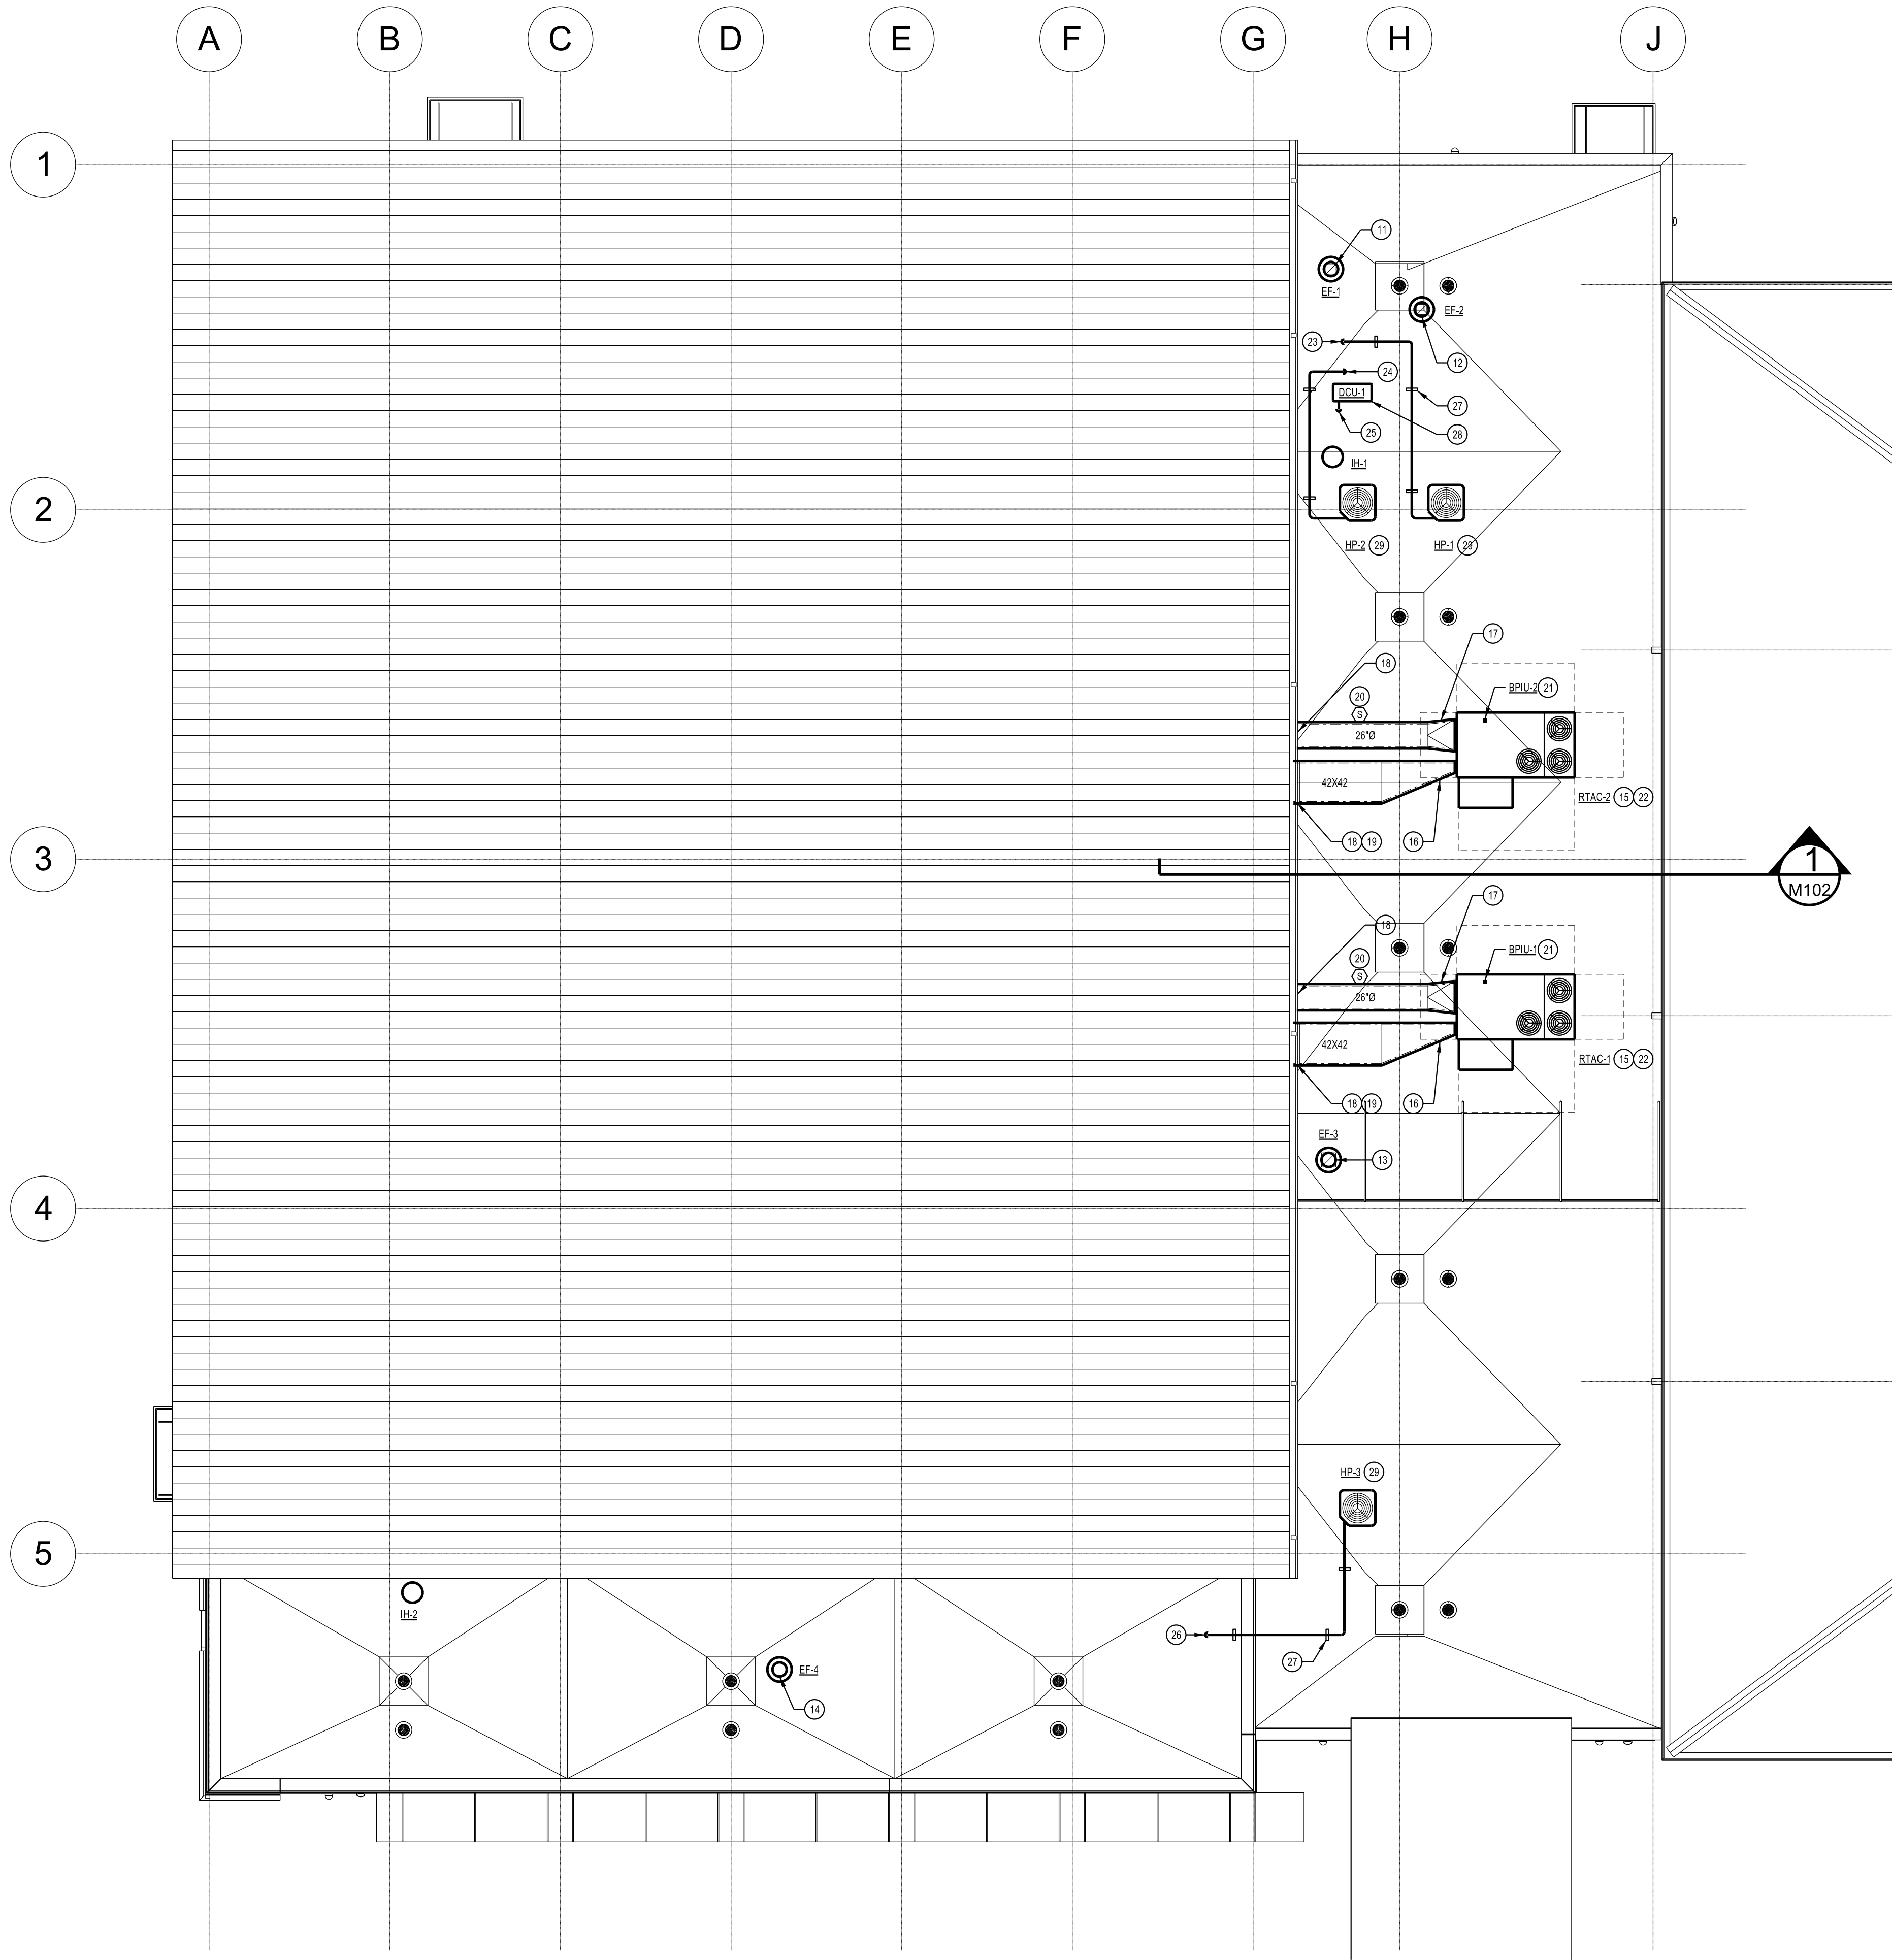 A B C D E F G H J
1
11
EF-1
EF-2
23
12
24
DCU-1
27
25
28
IH-1
2
HP-2 29
HP-1 29
17
18
BPIU-2 21
20
S
26"Ø
42X42
RTAC-2 15 22
18 19
16
3
1
M102
17
18
BPIU-1 21
20
S
26"Ø
42X42
RTAC-1 15 22
18 19
16
EF-3
13
4
HP-3 29
5
IH-2
26
27
EF-4
14